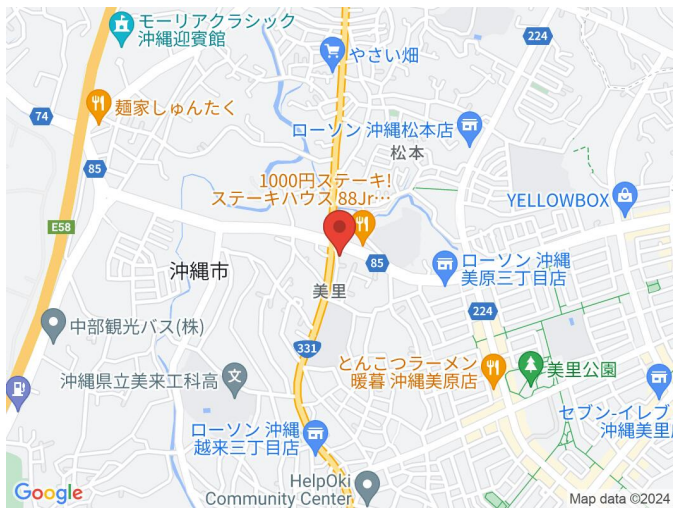 モーリアクラシック
沖縄迎賓館
やさい畑
224
麺家しゅんたく
74
ローソン 沖縄松本店
松本
85
1000円ステーキ!
ステーキハウス 88Jr…
YELLOWBOX
E58
沖縄市
85
ローソン 沖縄
美原三丁目店
美里
224
中部観光バス(株)
331
とんこつラーメン
暖暮 沖縄美原店
美里公園
沖縄県立美来工科高
文
セブン-イレブ
沖縄美里
ローソン 沖縄
越来三丁目店
HelpOki
Community Center
Google
Map data ©2024